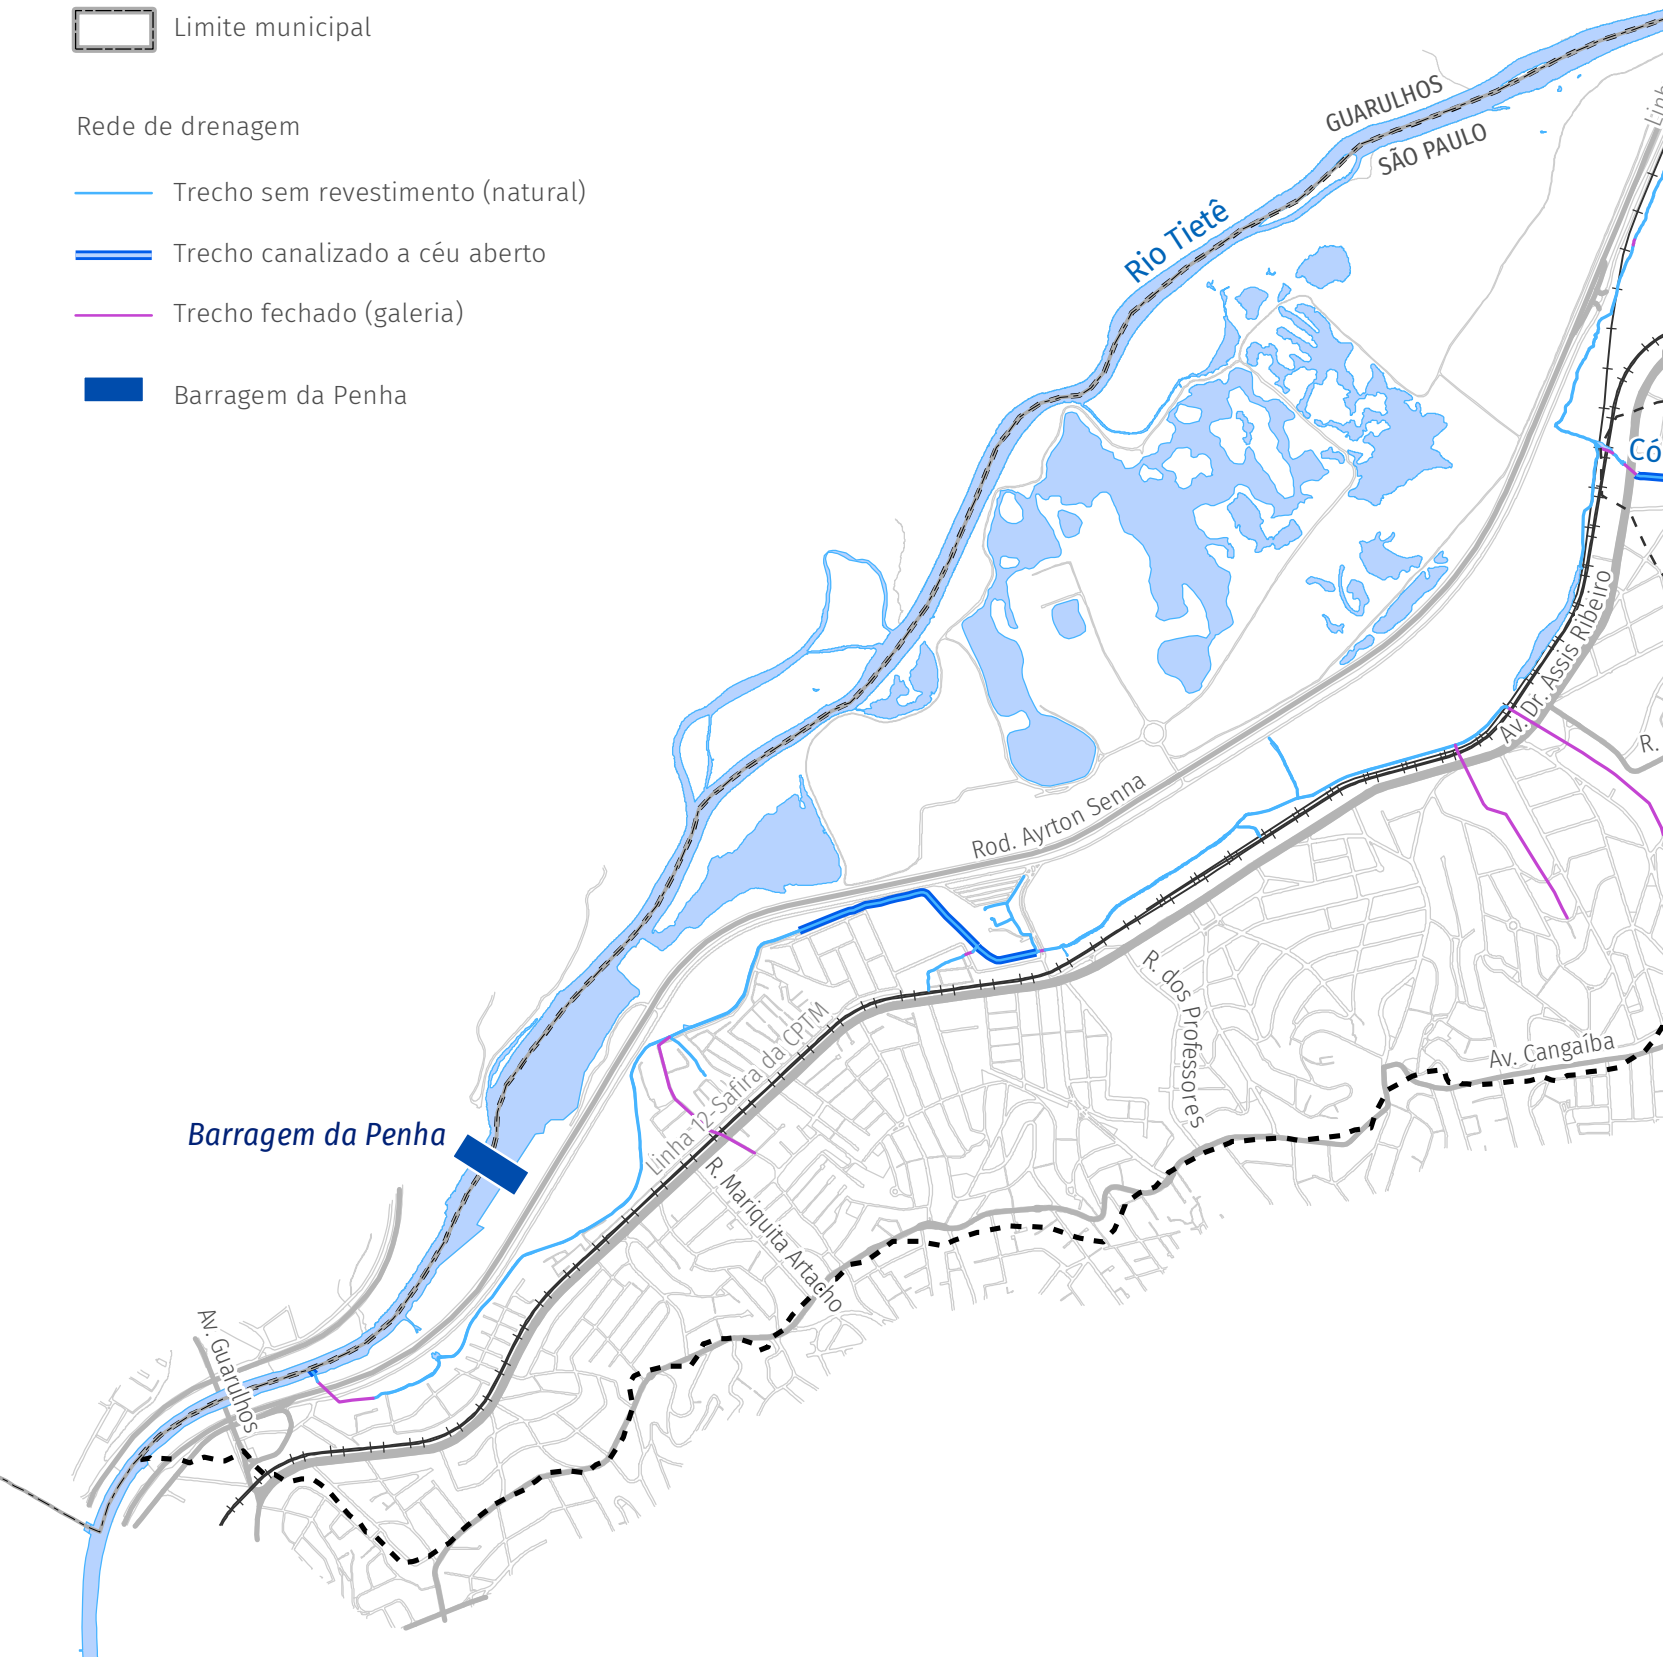 Limite municipal
Rede de drenagem
Trecho sem revestimento (natural)
Trecho canalizado a céu aberto
Trecho fechado (galeria)
Barragem da Penha
GUARULHOS
SÃO PAULO
Rio Tietê
Linh
Có
Av. Dr. Assis Ribeiro
R.
Rod. Ayrton Senna
R. dos Professores
Av. Cangaíba
Linha 12-Safira da CPTM
Barragem da Penha
R. Mariquita Artacho
Av. Guarulhos